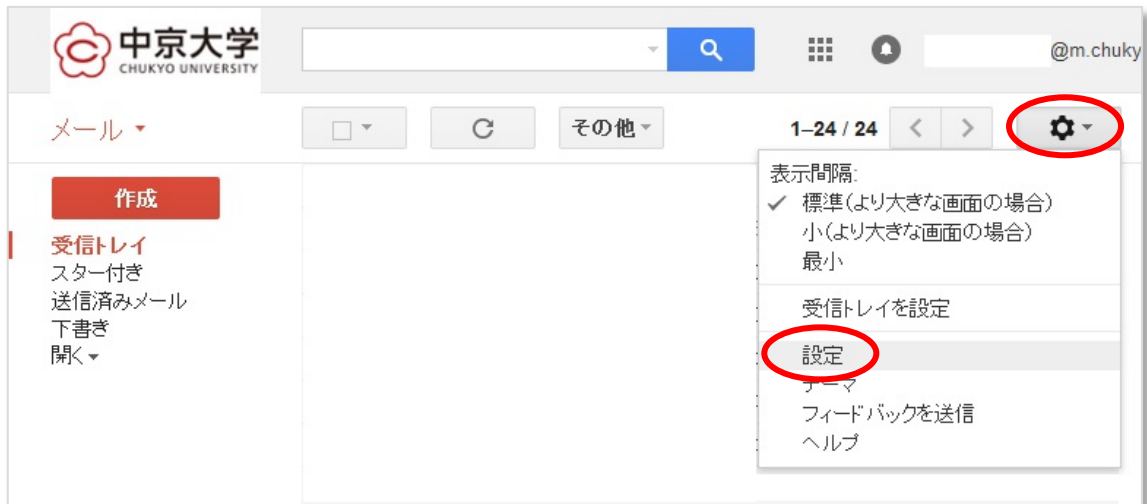 中京大学
CHUKYO UNIVERSITY
@m.chuky
メール
その他
1–24 / 24
作成
受信トレイ
スター付き
送信済みメール
下書き
開く
表示間隔:
標準(より大きな画面の場合)
小(より大きな画面の場合)
最小
受信トレイを設定
設定
テーマ
フィードバックを送信
ヘルプ